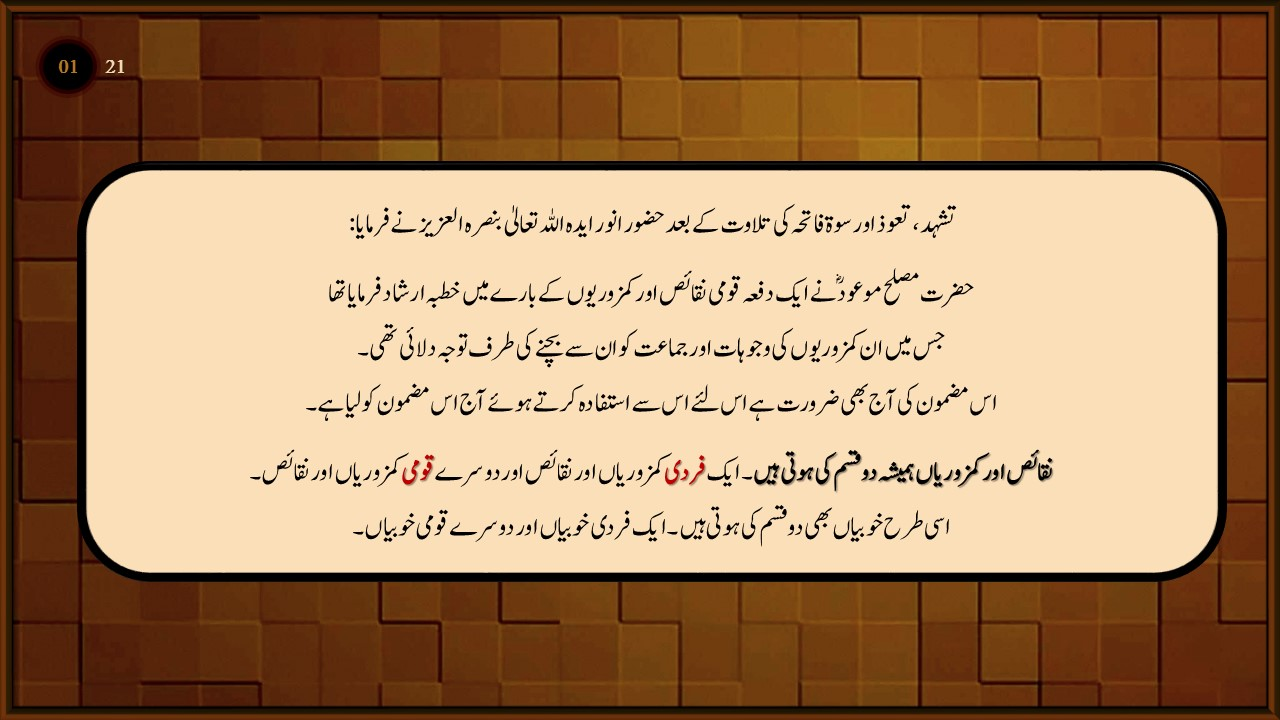 01 21
تشہد، تعوذ اور سورۃ فاتحہ کی تلاوت کے بعد حضور انور ایدہ اللہ تعالیٰ بنصرہ العزیز نے فرمایا:
حضرت مصلح موعودؓ نے ایک دفعہ قومی نقائص اور کمزوریوں کے بارے میں خطبہ ارشاد فرمایا تھا
جس میں ان کمزوریوں کی وجوہات اور جماعت کو ان سے بچنے کی طرف توجہ دلائی تھی۔
اس مضمون کی آج بھی ضرورت ہے اس لئے اس سے استفادہ کرتے ہوئے آج اس مضمون کو لیا ہے۔
نقائص اور کمزوریاں ہمیشہ دو قسم کی ہوتی ہیں۔ ایک فردی کمزوریاں اور نقائص اور دوسرے قومی کمزوریاں اور نقائص۔
اسی طرح خوبیاں بھی دو قسم کی ہوتی ہیں۔ ایک فردی خوبیاں اور دوسرے قومی خوبیاں۔